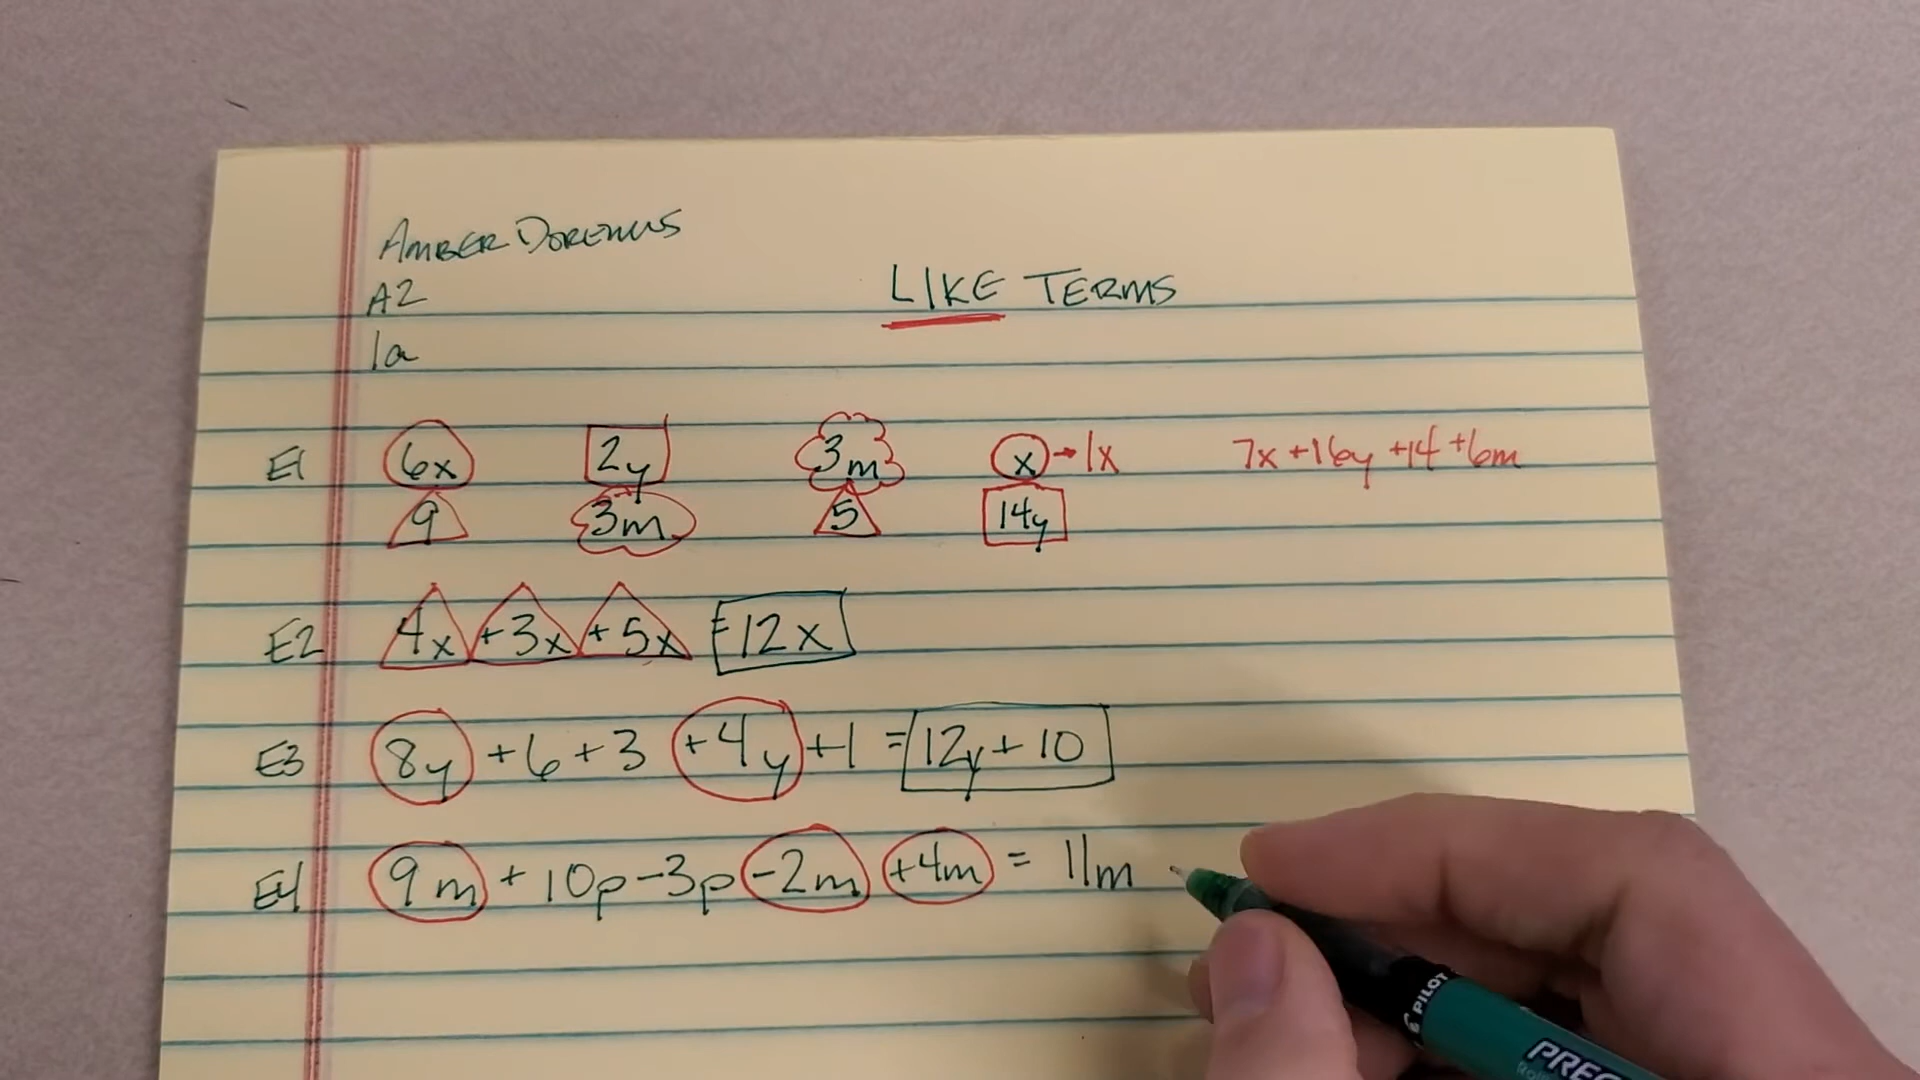 AMBER DOREMUS
A2
LIKE TERMS
1a
E1 6x 2y 3m x→1x 7x+16y+14+6m
9 3m 5 14y
E2 4x+3x+5x =12x
E3 8y+6+3+4y+1=12y+10
E4 9m+10p-3p-2m+4m= 11m
PILOT